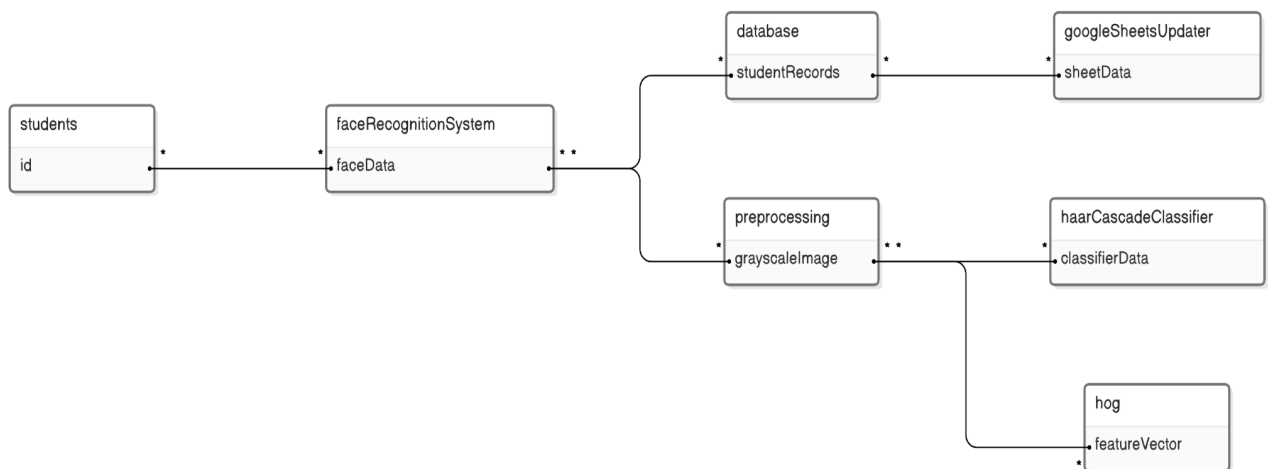 students
id
*
*
faceRecognitionSystem
faceData
* *
*
database
studentRecords
*
*
googleSheetsUpdater
sheetData
*
preprocessing
grayscaleImage
* *
*
haarCascadeClassifier
classifierData
hog
featureVector
*